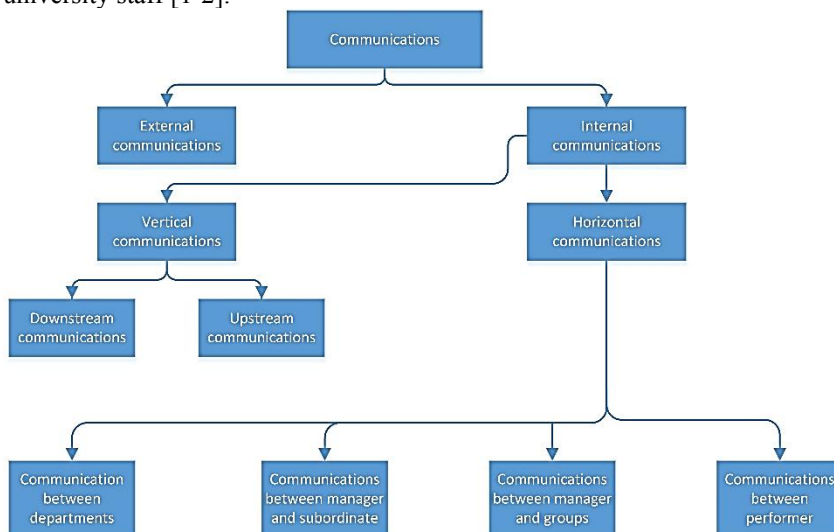 university staff [1-2].
Communications
External
communications
Internal
communications
Vertical
communications
Horizontal
communications
Downstream
communications
Upstream
communications
Communication
between
departments
Communications
between manager
and subordinate
Communications
between manager
and groups
Communications
between
performer